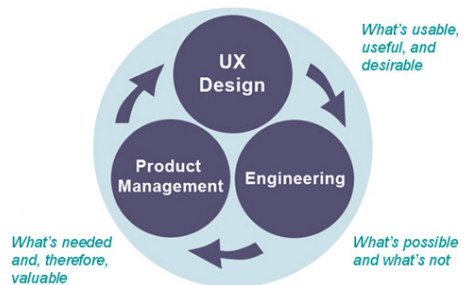 UX
Design
What's usable,
useful, and
desirable
Product
Management
Engineering
What's needed
and, therefore,
valuable
What's possible
and what's not